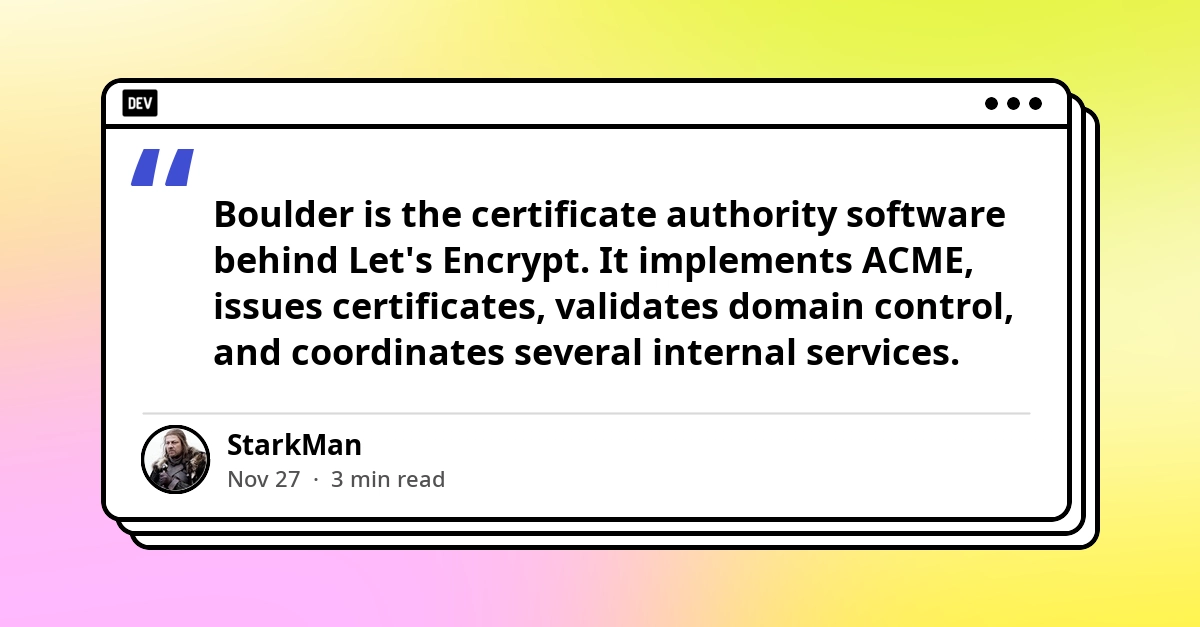 DEV
Boulder is the certificate authority software
behind Let's Encrypt. It implements ACME,
issues certificates, validates domain control,
and coordinates several internal services.
StarkMan
Nov 27 · 3 min read